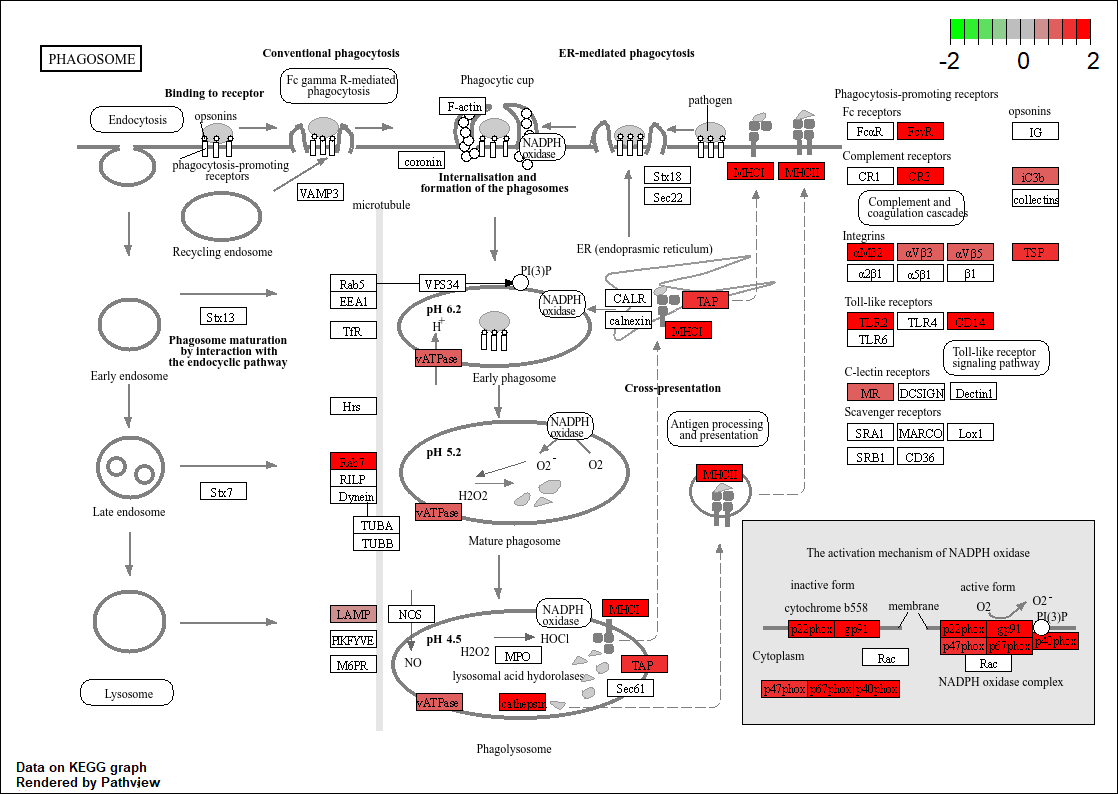 PHAGOSOME
-2 0 2
Conventional phagocytosis
ER-mediated phagocytosis
Fc gamma R-mediated
phagocytosis
Phagocytic cup
Binding to receptor
Endocytosis
opsonins
F-actin
NADPH
oxidase
pathogen
coronin
phagocytosis-promoting
receptors
VAMP3
Internalisation and
formation of the phagosomes
Stx18
Sec22
MHCI
MHCII
microtubule
Recycling endosome
ER (endoprasmic reticulum)
Phagocytosis-promoting receptors
Fc receptors
opsonins
FcαR
FcγR
IG
Complement receptors
CR1
CR3
iC3b
collectins
Complement and
coagulation cascades
Integrins
αMβ2
αVβ3
αVβ5
TSP
α2β1
α5β1
β1
Toll-like receptors
TLR2
TLR4
CD14
TLR6
Toll-like receptor
signaling pathway
C-lectin receptors
MR
DCSIGN
Dectin1
Scavenger receptors
SRA1
MARCO
Lox1
SRB1
CD36
Rab5
EEA1
VPS34
PI(3)P
TfR
pH 6.2
H+
NADPH
oxidase
CALR
calnexin
TAP
MHCI
vATPase
Early phagosome
Stx13
Phagosome maturation
by interaction with
the endocyclic pathway
Early endosome
Cross-presentation
Hrs
Antigen processing
and presentation
NADPH
oxidase
pH 5.2
O2-
O2
H2O2
Rab7
RILP
Dynein
Stx7
TUBA
TUBB
vATPase
Mature phagosome
MHCII
Late endosome
LAMP
PIKFYVE
M6PR
NOS
NO
NADPH
oxidase
MHCI
pH 4.5
HOCl
H2O2
MPO
lysosomal acid hydorolases
TAP
Sec61
vATPase
cathepsin
Lysosome
Phagolysosome
The activation mechanism of NADPH oxidase
inactive form
active form
cytochrome b558
membrane
O2
O2-
PI(3)P
p22phox
gp91
p22phox
gp91
p47phox
p67phox
p40phox
Cytoplasm
Rac
Rac
NADPH oxidase complex
p47phox
p67phox
p40phox
Data on KEGG graph
Rendered by Pathview